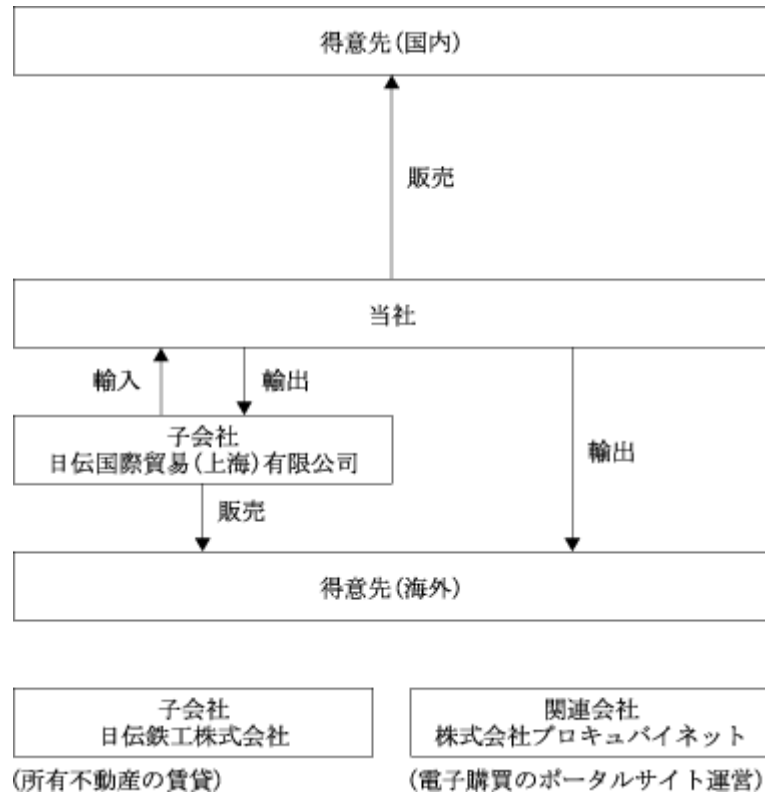 得意先(国内)
販売
当社
輸入
輸出
子会社
日伝国際貿易(上海)有限公司
輸出
販売
得意先(海外)
子会社
日伝鉄工株式会社
(所有不動産の賃貸)
関連会社
株式会社プロキュバイネット
(電子購買のポータルサイト運営)